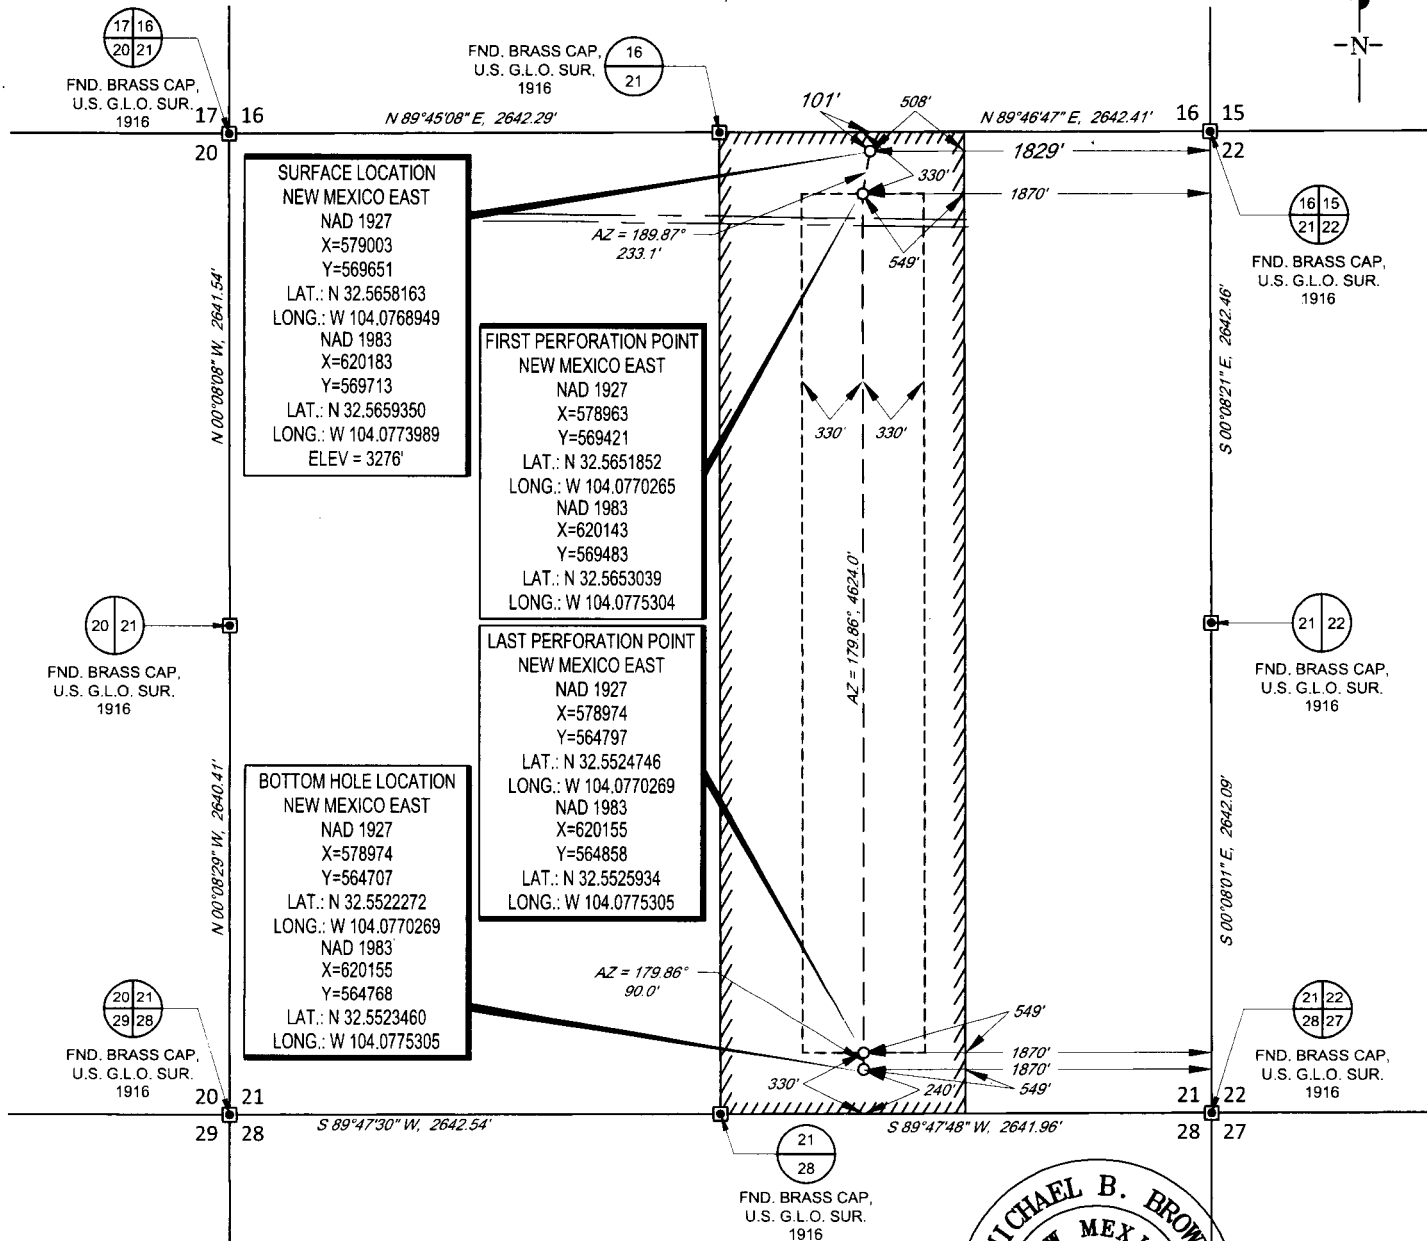 17 16
20 21
FND. BRASS CAP,
U.S. G.L.O. SUR.
1916
17 16
20
FND. BRASS CAP,
U.S. G.L.O. SUR.
1916
16
21
N 89°45'08" E, 2642.29'
101'
508'
N 89°46'47" E, 2642.41'
16 15
22
-N-
1829'
330'
1870'
549'
AZ = 189.87°
233.1'
16 15
21 22
FND. BRASS CAP,
U.S. G.L.O. SUR.
1916
SURFACE LOCATION
NEW MEXICO EAST
NAD 1927
X=579003
Y=569651
LAT.: N 32.5658163
LONG.: W 104.0768949
NAD 1983
X=620183
Y=569713
LAT.: N 32.5659350
LONG.: W 104.0773989
ELEV = 3276'
N 00°08'08" W, 2641.54'
FIRST PERFORATION POINT
NEW MEXICO EAST
NAD 1927
X=578963
Y=569421
LAT.: N 32.5651852
LONG.: W 104.0770265
NAD 1983
X=620143
Y=569483
LAT.: N 32.5653039
LONG.: W 104.0775304
330'
330'
S 00°08'21" E, 2642.46'
AZ = 179.86°, 4624.0'
20 21
FND. BRASS CAP,
U.S. G.L.O. SUR.
1916
21 22
FND. BRASS CAP,
U.S. G.L.O. SUR.
1916
LAST PERFORATION POINT
NEW MEXICO EAST
NAD 1927
X=578974
Y=564797
LAT.: N 32.5524746
LONG.: W 104.0770269
NAD 1983
X=620155
Y=564858
LAT.: N 32.5525934
LONG.: W 104.0775305
BOTTOM HOLE LOCATION
NEW MEXICO EAST
NAD 1927
X=578974
Y=564707
LAT.: N 32.5522272
LONG.: W 104.0770269
NAD 1983
X=620155
Y=564768
LAT.: N 32.5523460
LONG.: W 104.0775305
N 00°08'29" W, 2640.41'
S 00°08'01" E, 2642.09'
AZ = 179.86°
90.0'
549'
1870'
1870'
549'
330'
240'
20 21
29 28
FND. BRASS CAP,
U.S. G.L.O. SUR.
1916
20 21
29 28
S 89°47'30" W, 2642.54'
S 89°47'48" W, 2641.96'
21 22
28 27
21 22
28 27
FND. BRASS CAP,
U.S. G.L.O. SUR.
1916
21
28
FND. BRASS CAP,
U.S. G.L.O. SUR.
1916
MICHAEL B. BROW
W MEXI